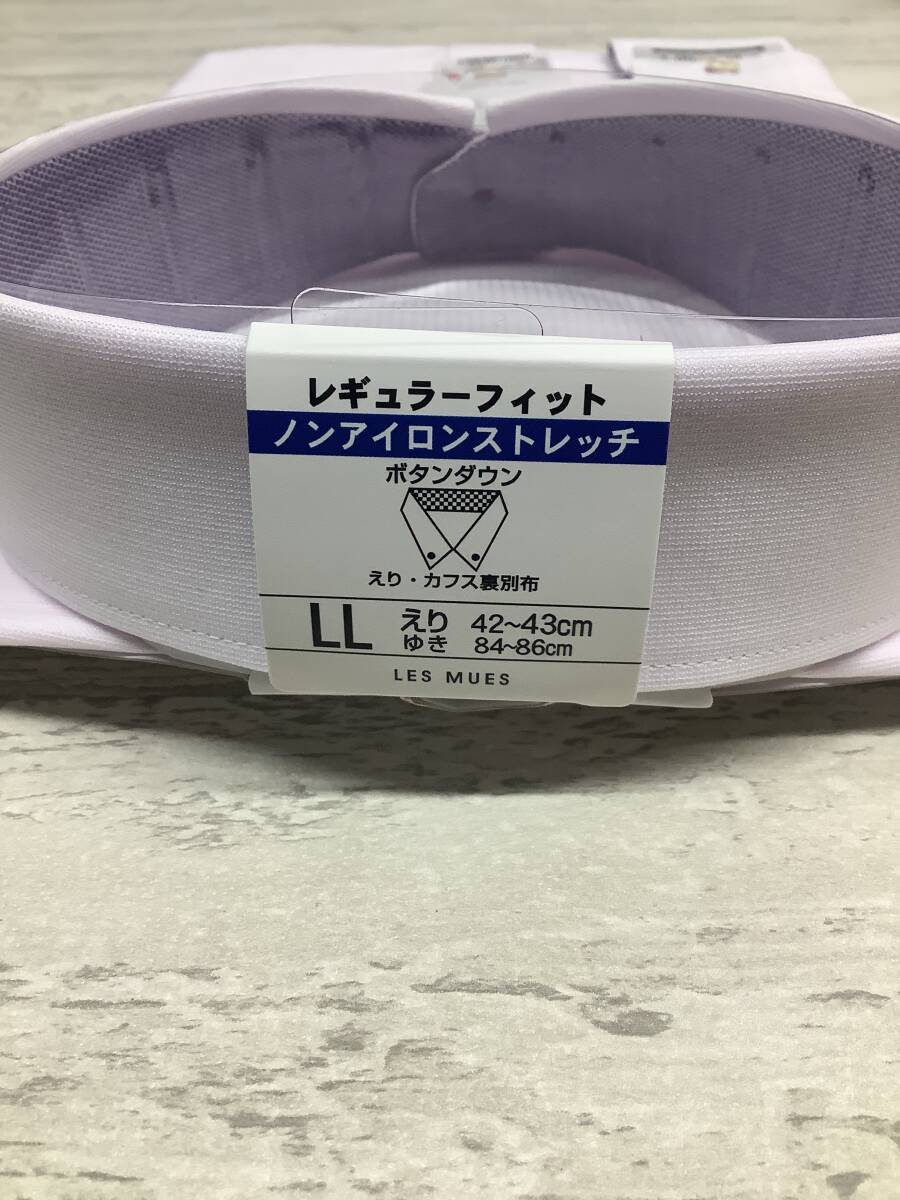 レギュラーフィット
ノンアイロンストレッチ
ボタンダウン
えり・カフス裏別布
LL えり 42~43cm
ゆき 84~86cm
LES MUES